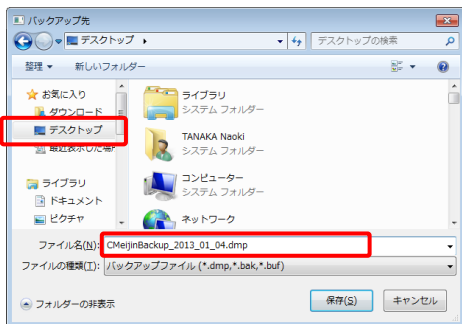 バックアップ先
デスクトップ
デスクトップの検索
整理
新しいフォルダー
お気に入り
ダウンロード
デスクトップ
最近表示した場所
ライブラリ
ドキュメント
ピクチャ
ライブラリ
システム フォルダー
TANAKA Naoki
システム フォルダー
コンピューター
システム フォルダー
ネットワーク
ファイル名(N):
CMeijinBackup_2013_01_04.dmp
ファイルの種類(T):
バックアップファイル (*.dmp,*.bak,*.buf)
フォルダーの非表示
保存(S)
キャンセル